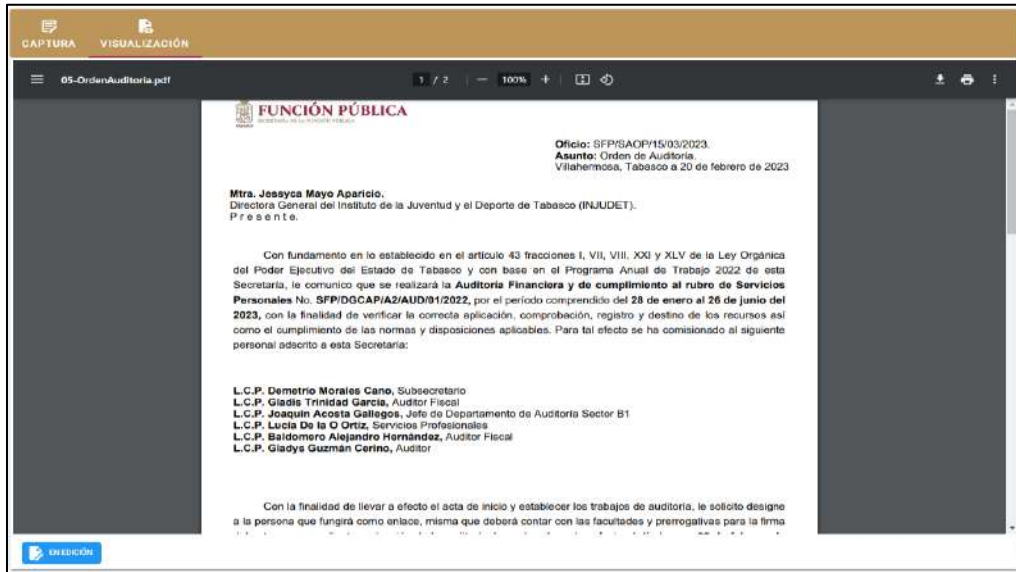 CAPTURA
VISUALIZACIÓN
05-OrdenAuditoria.pdf
1 / 2
100%
FUNCIÓN PÚBLICA
SECRETARÍA DE LA FUNCIÓN PÚBLICA
Oficio: SFP/SAOP/15/03/2023.
Asunto: Orden de Auditoría.
Villahermosa, Tabasco a 20 de febrero de 2023
Mtra. Jessyca Mayo Aparicio.
Directora General del Instituto de la Juventud y el Deporte de Tabasco (INJUDET).
P r e s e n t e.
Con fundamento en lo establecido en el artículo 43 fracciones I, VII, VIII, XXI y XLV de la Ley Orgánica
del Poder Ejecutivo del Estado de Tabasco y con base en el Programa Anual de Trabajo 2022 de esta
Secretaría, le comunico que se realizará la Auditoría Financiera y de cumplimiento al rubro de Servicios
Personales No. SFP/DGCAP/A2/AUD/01/2022, por el período comprendido del 28 de enero al 26 de junio del
2023, con la finalidad de verificar la correcta aplicación, comprobación, registro y destino de los recursos así
como el cumplimiento de las normas y disposiciones aplicables. Para tal efecto se ha comisionado al siguiente
personal adscrito a esta Secretaría:
L.C.P. Demetrio Morales Cano, Subsecretario
L.C.P. Gladis Trinidad García, Auditor Fiscal
L.C.P. Joaquín Acosta Gallegos, Jefe de Departamento de Auditoría Sector B1
L.C.P. Lucía De la O Ortiz, Servicios Profesionales
L.C.P. Baldomero Alejandro Hernández, Auditor Fiscal
L.C.P. Gladys Guzmán Cerino, Auditor
Con la finalidad de llevar a efecto el acta de inicio y establecer los trabajos de auditoría, le solicito designe
a la persona que fungirá como enlace, misma que deberá contar con las facultades y prerrogativas para la firma
EN EDICIÓN